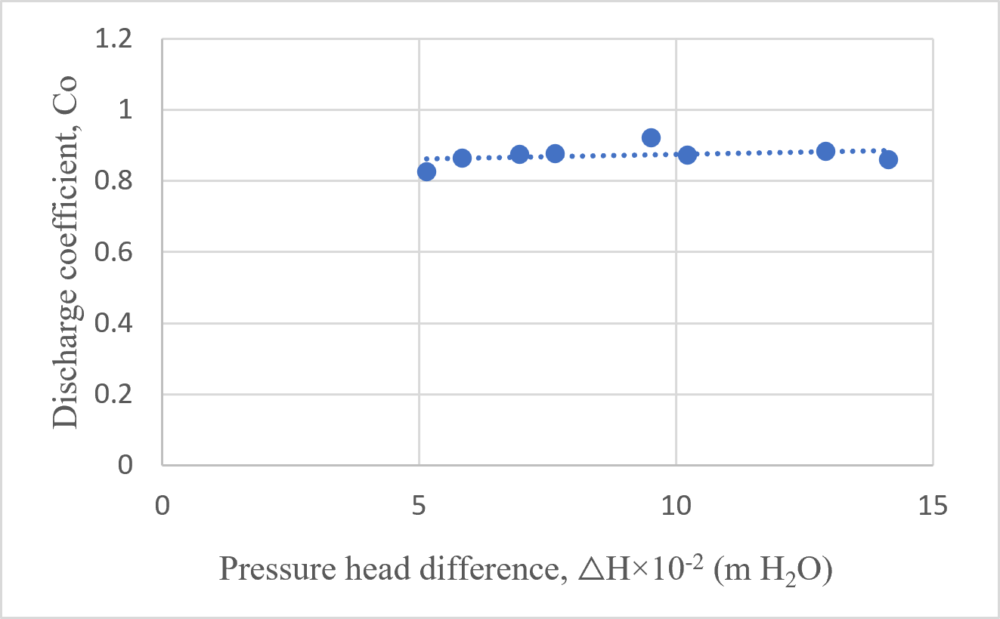 1.2
1
0.8
0.6
0.4
0.2
0
0 5 10 15
Discharge coefficient, Co
Pressure head difference, △H×10⁻² (m H₂O)